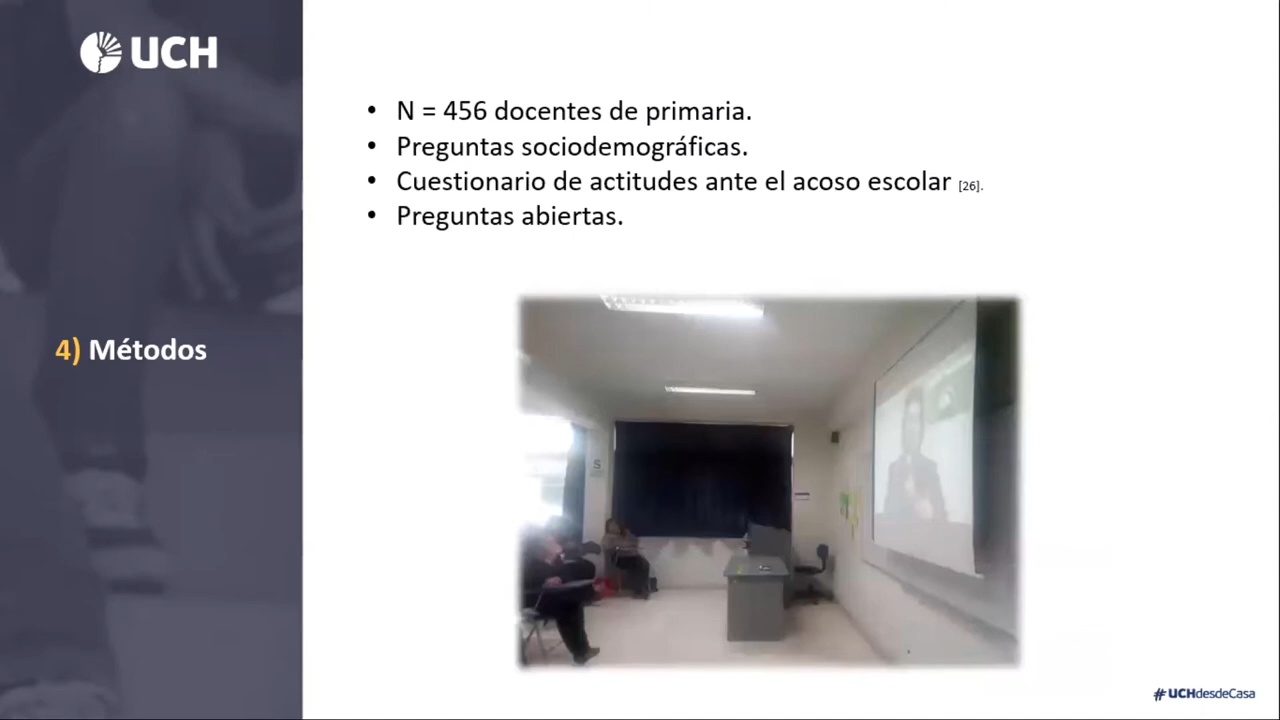 UCH
• N = 456 docentes de primaria.
• Preguntas sociodemográficas.
• Cuestionario de actitudes ante el acoso escolar [26].
• Preguntas abiertas.
4) Métodos
S
#UCHdesdeCasa